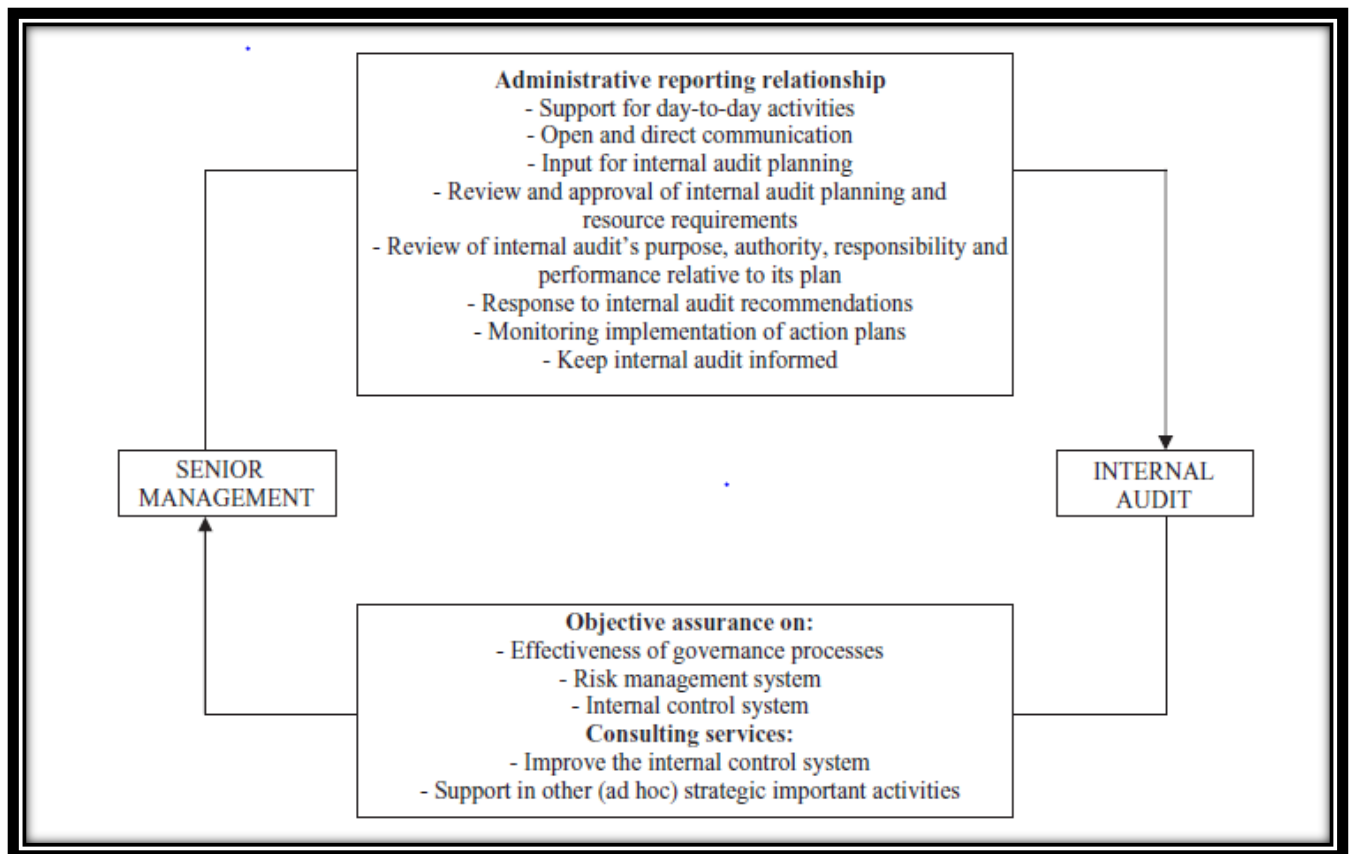 Administrative reporting relationship
- Support for day-to-day activities
- Open and direct communication
- Input for internal audit planning
- Review and approval of internal audit planning and
resource requirements
- Review of internal audit's purpose, authority, responsibility and
performance relative to its plan
- Response to internal audit recommendations
- Monitoring implementation of action plans
- Keep internal audit informed
SENIOR
MANAGEMENT
INTERNAL
AUDIT
Objective assurance on:
- Effectiveness of governance processes
- Risk management system
- Internal control system
Consulting services:
- Improve the internal control system
- Support in other (ad hoc) strategic important activities